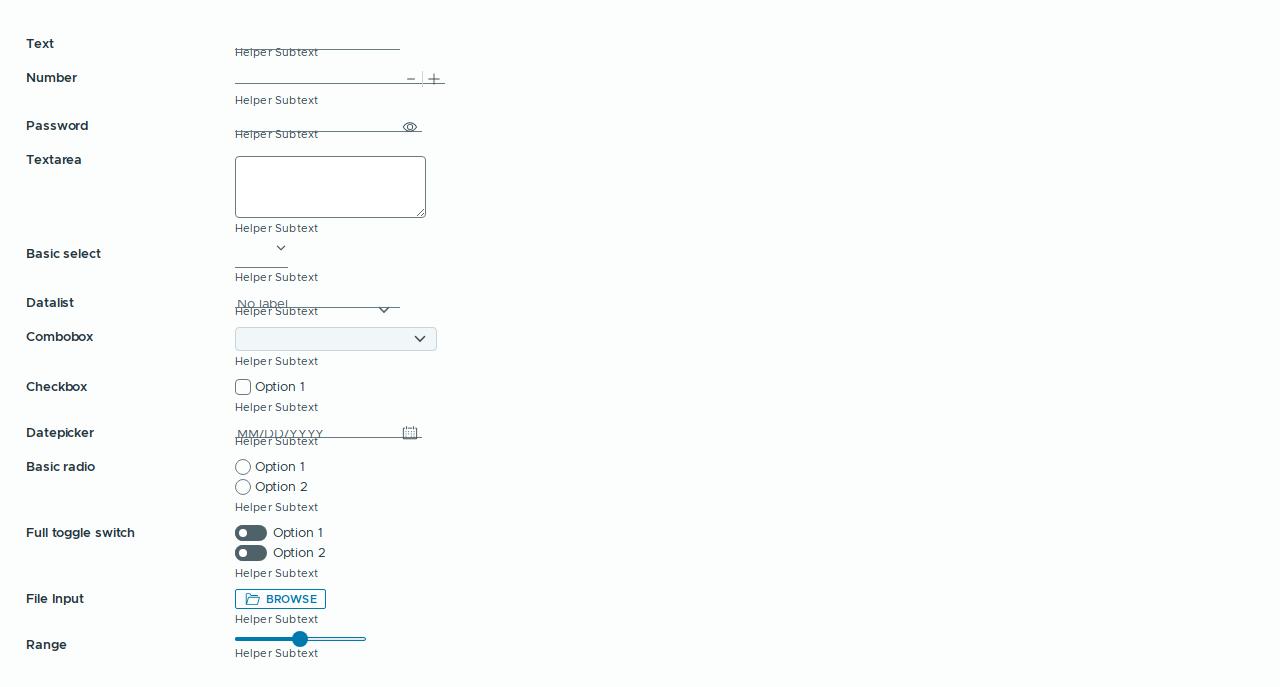 Text
Helper Subtext
Number
Helper Subtext
Password
Helper Subtext
Textarea
Helper Subtext
Basic select
Helper Subtext
Datalist No label
Helper Subtext
Combobox
Helper Subtext
Checkbox Option 1
Helper Subtext
Datepicker MM/DD/YYYY
Helper Subtext
Basic radio Option 1
Option 2
Helper Subtext
Full toggle switch Option 1
Option 2
Helper Subtext
File Input BROWSE
Helper Subtext
Range
Helper Subtext